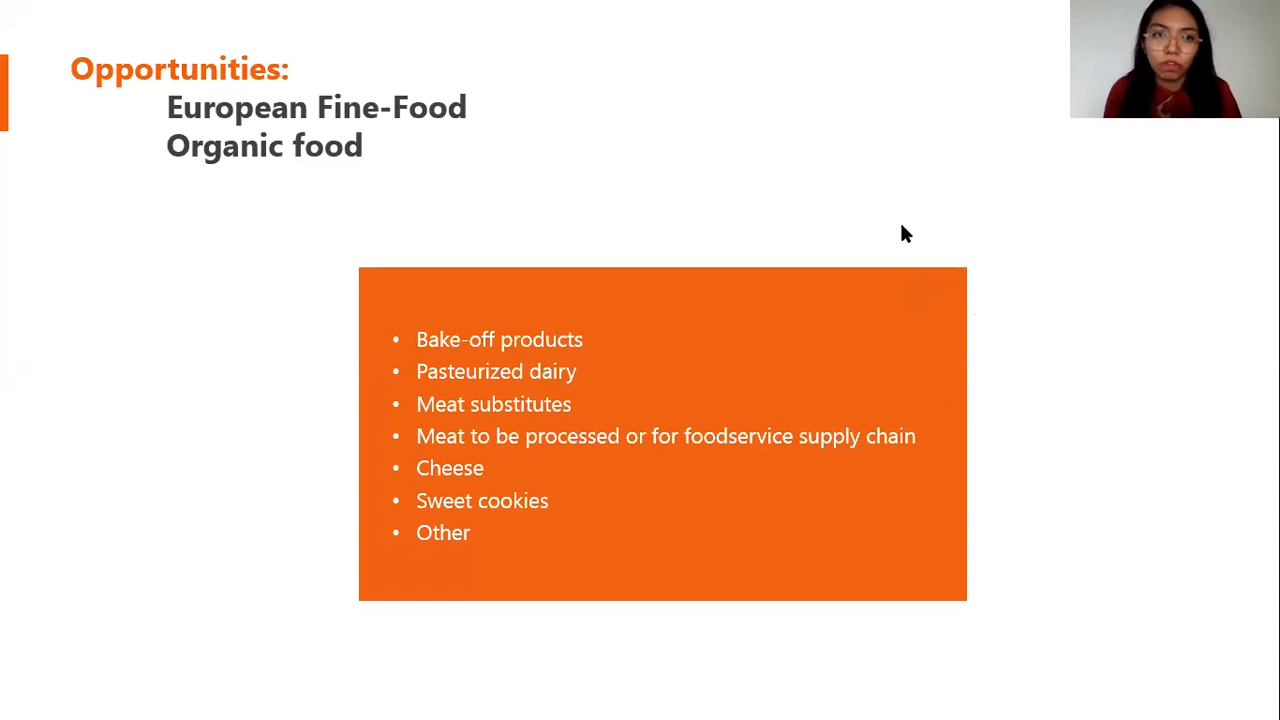 Opportunities:
European Fine-Food
Organic food
• Bake-off products
• Pasteurized dairy
• Meat substitutes
• Meat to be processed or for foodservice supply chain
• Cheese
• Sweet cookies
• Other